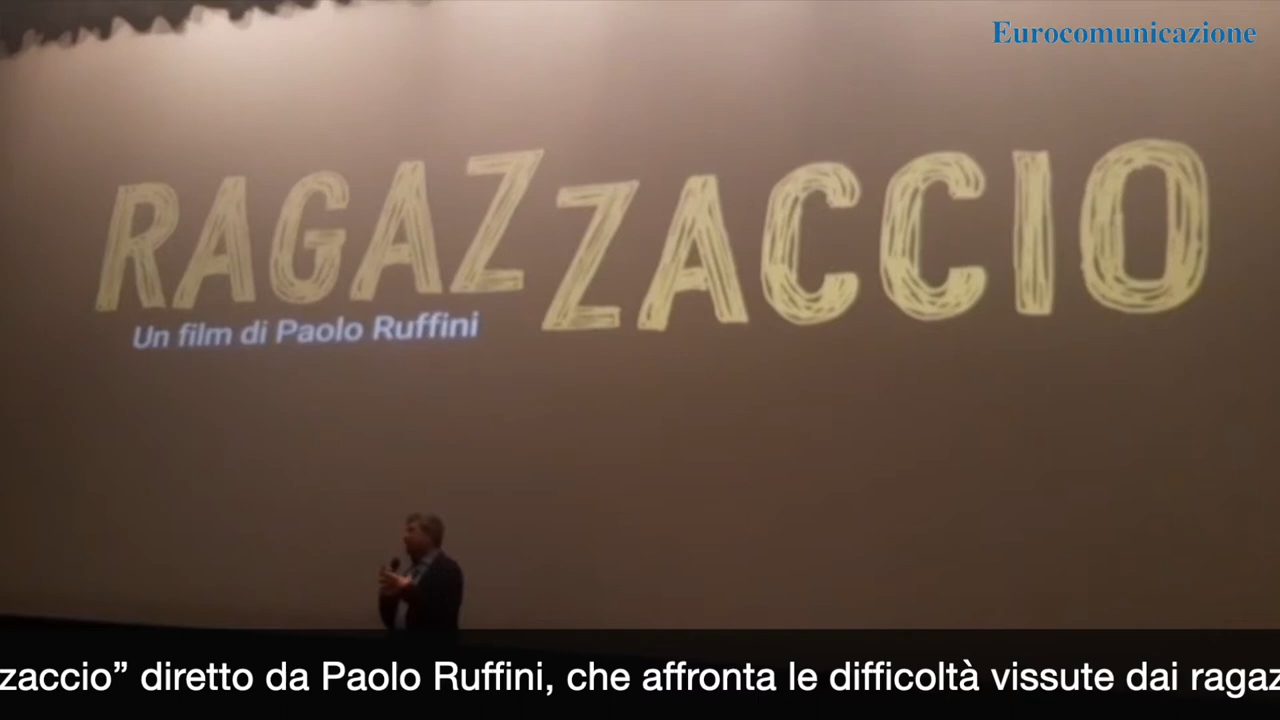 Eurocomunicazione
RAGAZZACCIO
Un film di Paolo Ruffini
zaccio” diretto da Paolo Ruffini, che affronta le difficoltà vissute dai ragaz